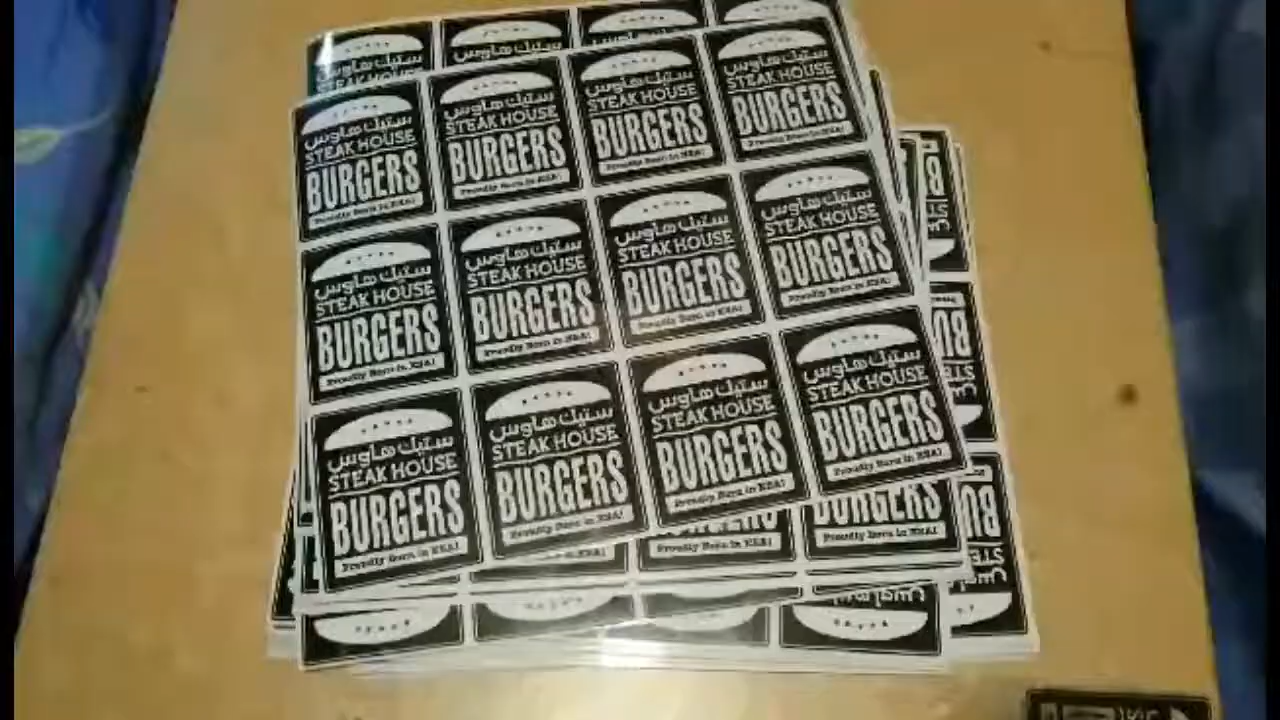 ستيك هاوس
STEAK HOUSE
BURGERS
Proudly Born in KSA!